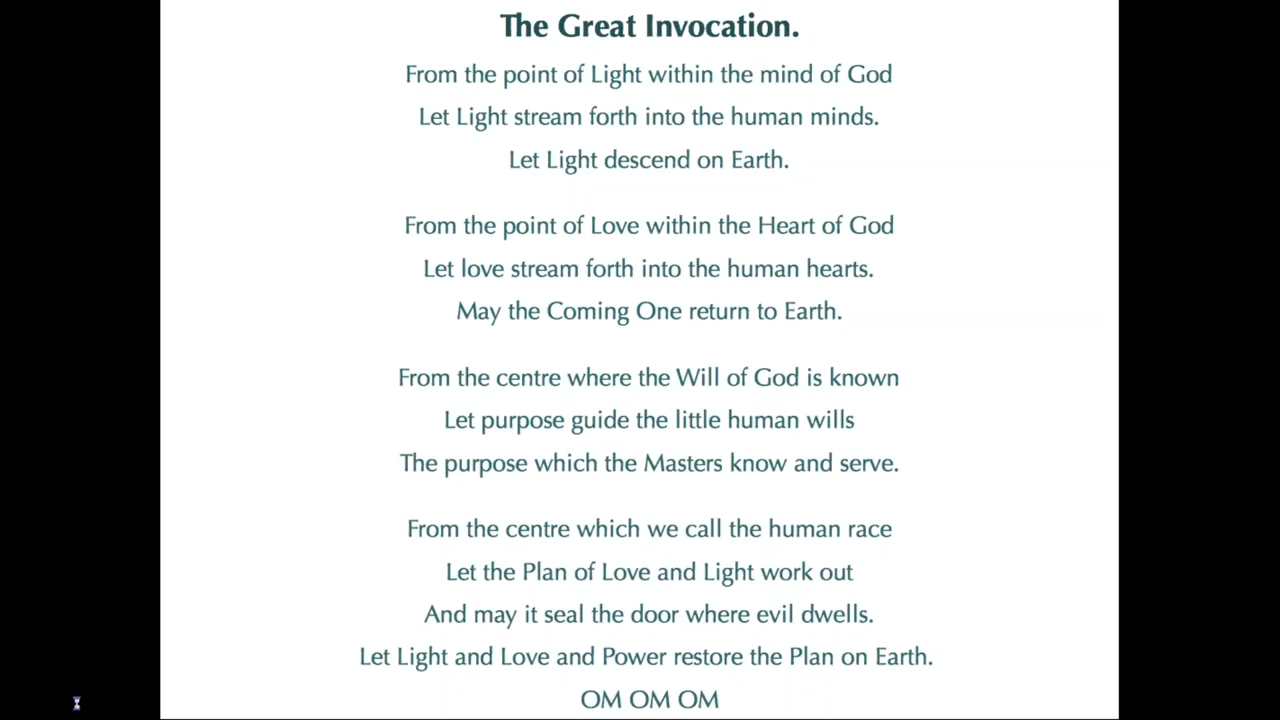 The Great Invocation.
From the point of Light within the mind of God
Let Light stream forth into the human minds.
Let Light descend on Earth.
From the point of Love within the Heart of God
Let love stream forth into the human hearts.
May the Coming One return to Earth.
From the centre where the Will of God is known
Let purpose guide the little human wills
The purpose which the Masters know and serve.
From the centre which we call the human race
Let the Plan of Love and Light work out
And may it seal the door where evil dwells.
Let Light and Love and Power restore the Plan on Earth.
OM OM OM